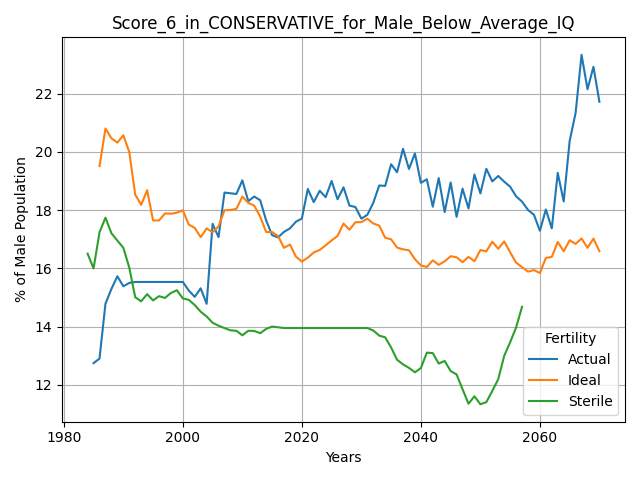 Score_6_in_CONSERVATIVE_for_Male_Below_Average_IQ
% of Male Population
22
20
18
16
14
12
1980 2000 2020 2040 2060
Years
Fertility
Actual
Ideal
Sterile